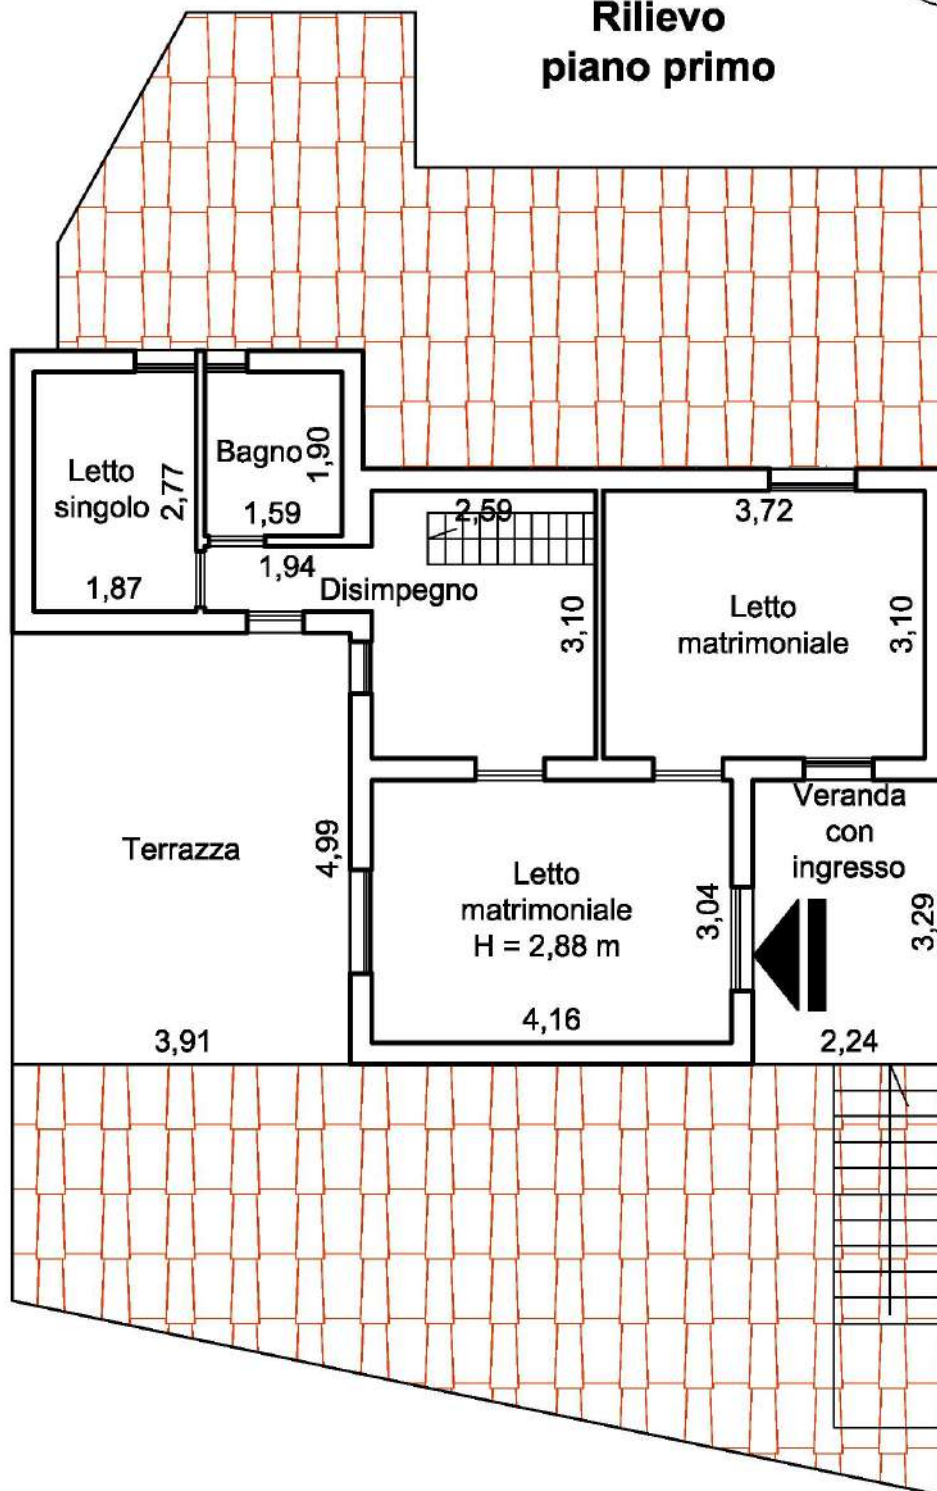 Rilievo
piano primo
Letto
singolo
2,77
1,87
Bagno
1,90
1,59
1,94
Disimpegno
2,59
3,10
3,72
Letto
matrimoniale
3,10
Terrazza
4,99
3,91
Letto
matrimoniale
H = 2,88 m
3,04
4,16
Veranda
con
ingresso
3,29
2,24